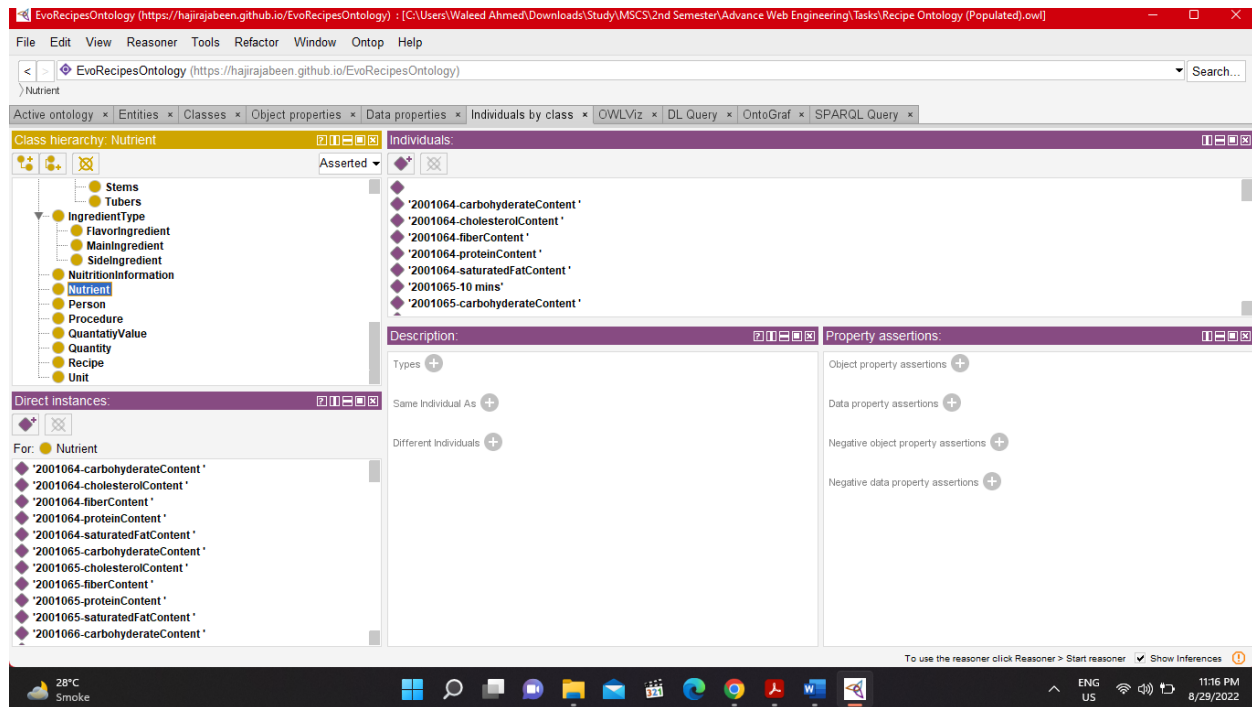 EvoRecipesOntology (https://hajirajabeen.github.io/EvoRecipesOntology) : [C:\Users\Waleed Ahmed\Downloads\Study\MSCS\2nd Semester\Advance Web Engineering\Tasks\Recipe Ontology (Populated).owl]
File Edit View Reasoner Tools Refactor Window Ontop Help
< > EvoRecipesOntology (https://hajirajabeen.github.io/EvoRecipesOntology) Search...
Nutrient
Active ontology × Entities × Classes × Object properties × Data properties × Individuals by class × OWLViz × DL Query × OntoGraf × SPARQL Query ×
Class hierarchy: Nutrient
Asserted
Stems
Tubers
IngredientType
FlavorIngredient
MainIngredient
SideIngredient
NuitritionInformation
Nutrient
Person
Procedure
QuantatiyValue
Quantity
Recipe
Unit
Direct instances:
For: Nutrient
'2001064-carbohyderateContent '
'2001064-cholesterolContent '
'2001064-fiberContent '
'2001064-proteinContent '
'2001064-saturatedFatContent '
'2001065-carbohyderateContent '
'2001065-cholesterolContent '
'2001065-fiberContent '
'2001065-proteinContent '
'2001065-saturatedFatContent '
'2001066-carbohyderateContent '
Individuals:
'2001064-carbohyderateContent '
'2001064-cholesterolContent '
'2001064-fiberContent '
'2001064-proteinContent '
'2001064-saturatedFatContent '
'2001065-10 mins'
'2001065-carbohyderateContent '
Description:
Types
Same Individual As
Different Individuals
Property assertions:
Object property assertions
Data property assertions
Negative object property assertions
Negative data property assertions
To use the reasoner click Reasoner > Start reasoner Show Inferences
28°C
Smoke
321
W
ENG
US
11:16 PM
8/29/2022